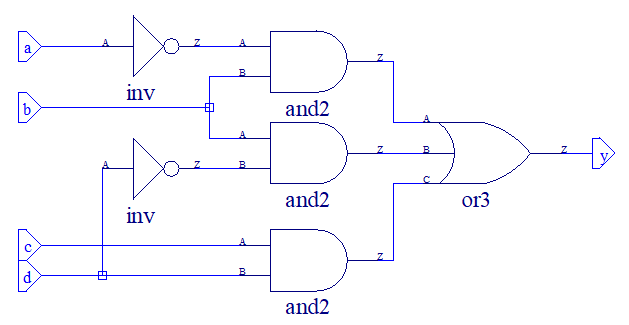 a A Z A Z
B
inv and2 A
b
A B Z Z y
A Z B Z C
inv and2 or3
c A Z
d B
and2